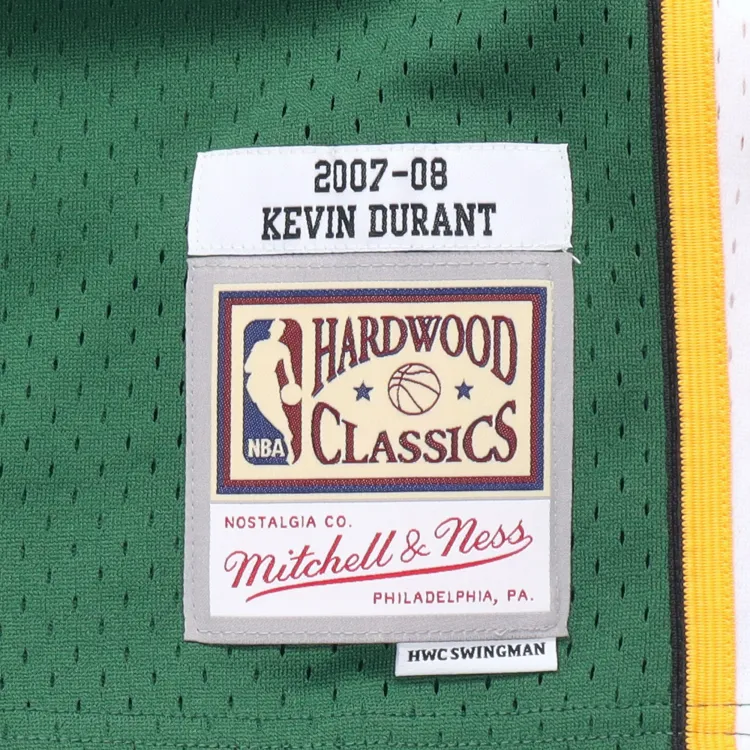 2007-08
KEVIN DURANT
HARDWOOD
CLASSICS
NBA
NOSTALGIA CO.
Mitchell & Ness
PHILADELPHIA, PA.
HWC SWINGMAN